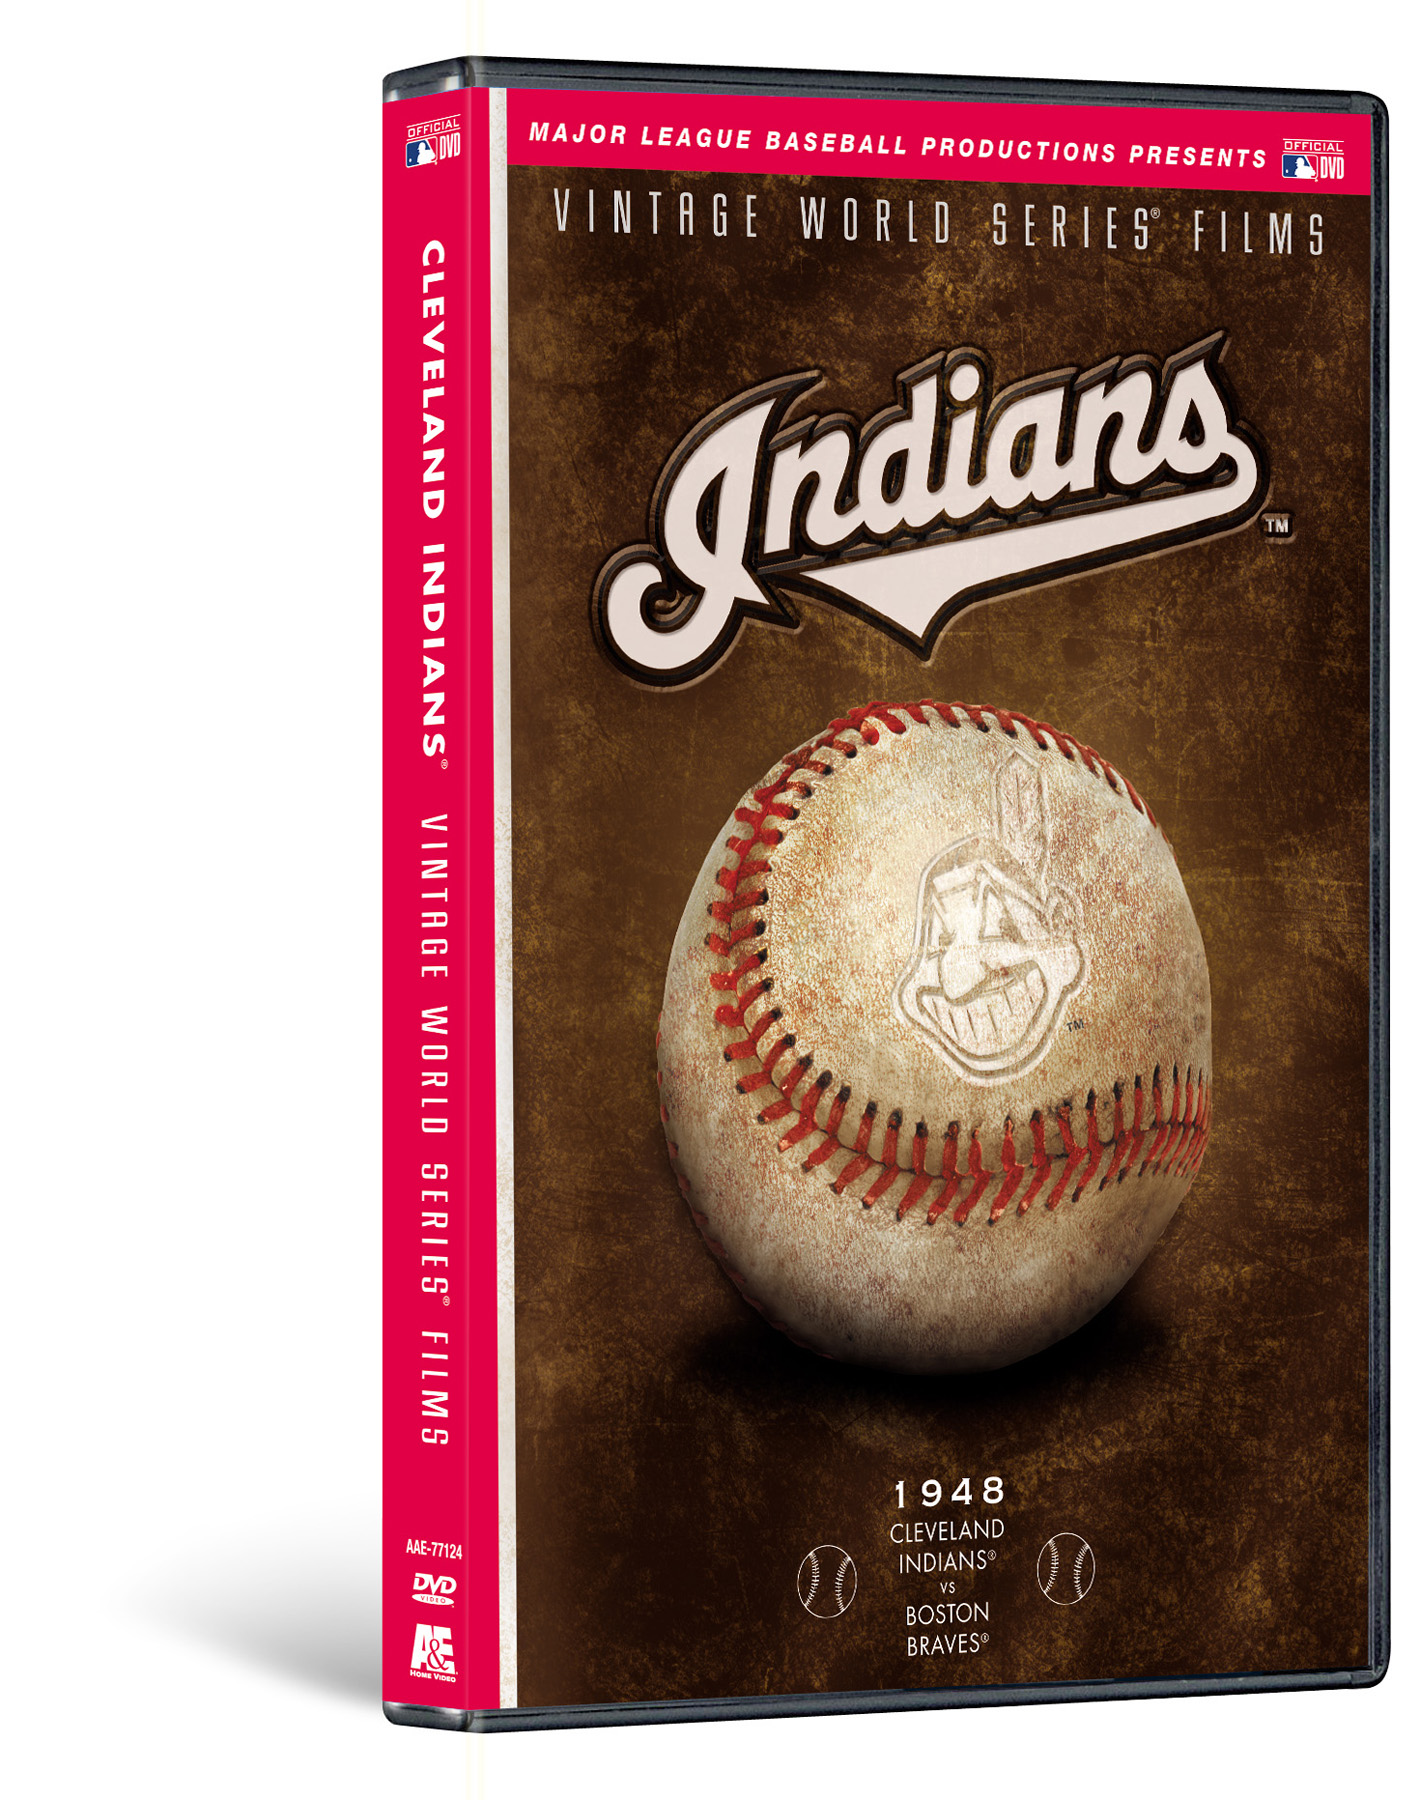 OFFICIAL
DVD
CLEVELAND INDIANS® VINTAGE WORLD SERIES® FILMS
AAE-77124
DVD
VIDEO
A&E
HOME VIDEO
MAJOR LEAGUE BASEBALL PRODUCTIONS PRESENTS
OFFICIAL
DVD
VINTAGE WORLD SERIES® FILMS
Indians
TM
TM
1948
CLEVELAND
INDIANS®
VS
BOSTON
BRAVES®